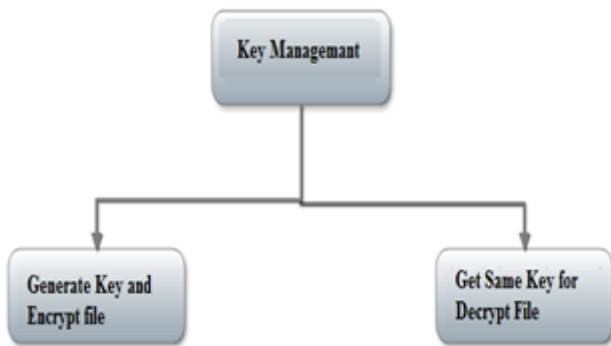 Key Managemant
Generate Key and
Encrypt file
Get Same Key for
Decrypt File